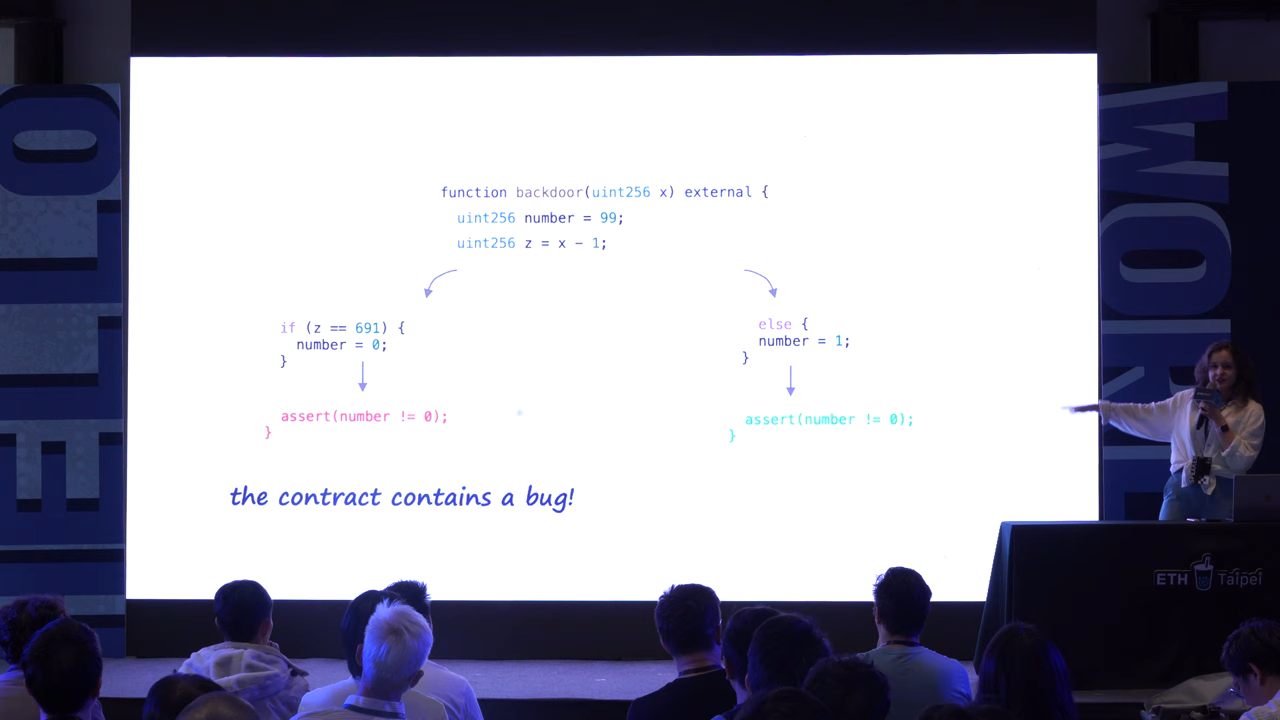 function backdoor(uint256 x) external {
uint256 number = 99;
uint256 z = x - 1;
if (z == 691) {
number = 0;
}
assert(number != 0);
}
else {
number = 1;
}
assert(number != 0);
}
the contract contains a bug!
ETH Taipei